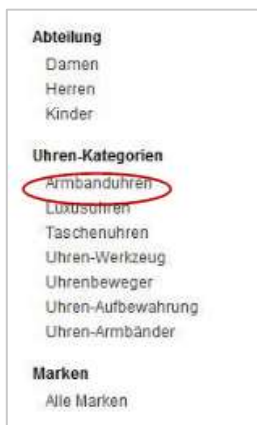 Abteilung
Damen
Herren
Kinder
Uhren-Kategorien
Armbanduhren
Luxusuhren
Taschenuhren
Uhren-Werkzeug
Uhrenbeweger
Uhren-Aufbewahrung
Uhren-Armbänder
Marken
Alle Marken